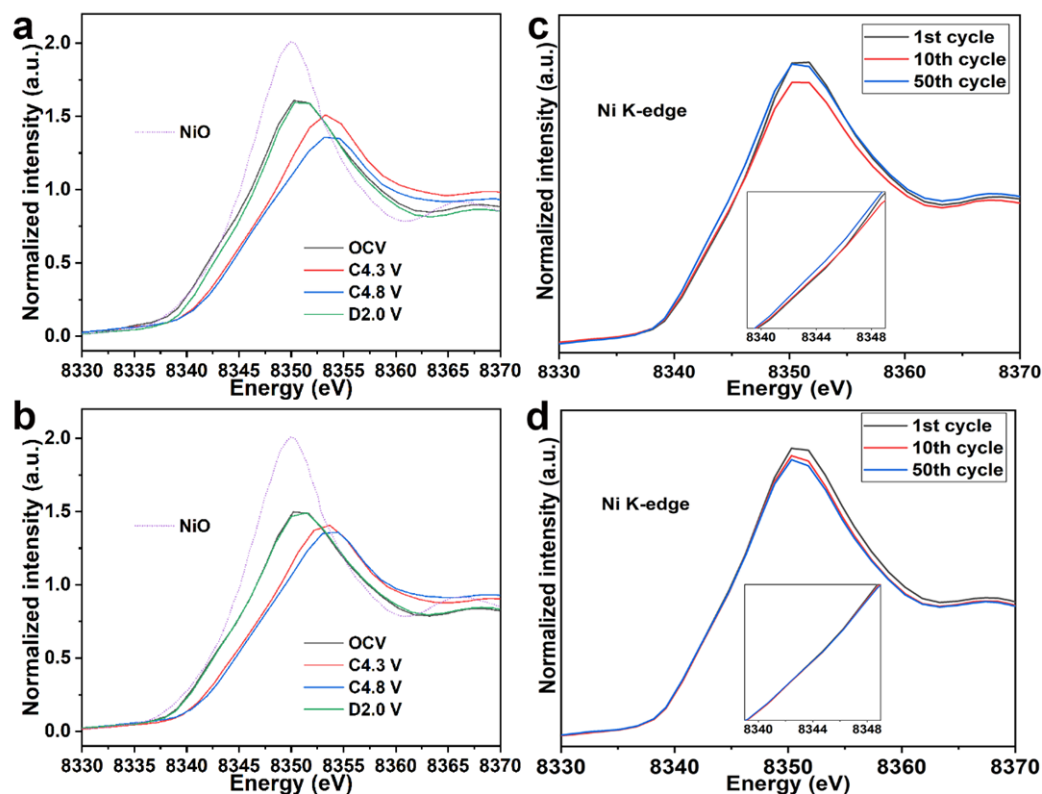 a
Normalized intensity (a.u.)
2.0
1.5
1.0
0.5
0.0
NiO
OCV
C4.3 V
C4.8 V
D2.0 V
8330 8335 8340 8345 8350 8355 8360 8365 8370
Energy (eV)
c
Normalized intensity (a.u.)
1st cycle
10th cycle
50th cycle
Ni K-edge
8340 8344 8348
8330 8340 8350 8360 8370
Energy (eV)
b
Normalized intensity (a.u.)
2.0
1.5
1.0
0.5
0.0
NiO
OCV
C4.3 V
C4.8 V
D2.0 V
8330 8335 8340 8345 8350 8355 8360 8365 8370
Energy (eV)
d
Normalized intensity (a.u.)
1st cycle
10th cycle
50th cycle
Ni K-edge
8340 8344 8348
8330 8340 8350 8360 8370
Energy (eV)